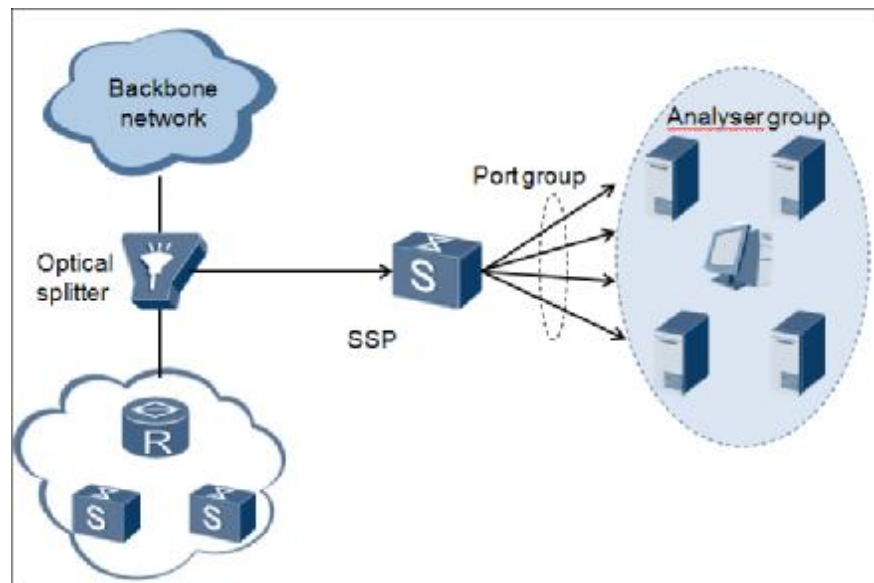 Backbone
network
Analyser group
Port group
Optical
splitter
S
SSP
R
S
S